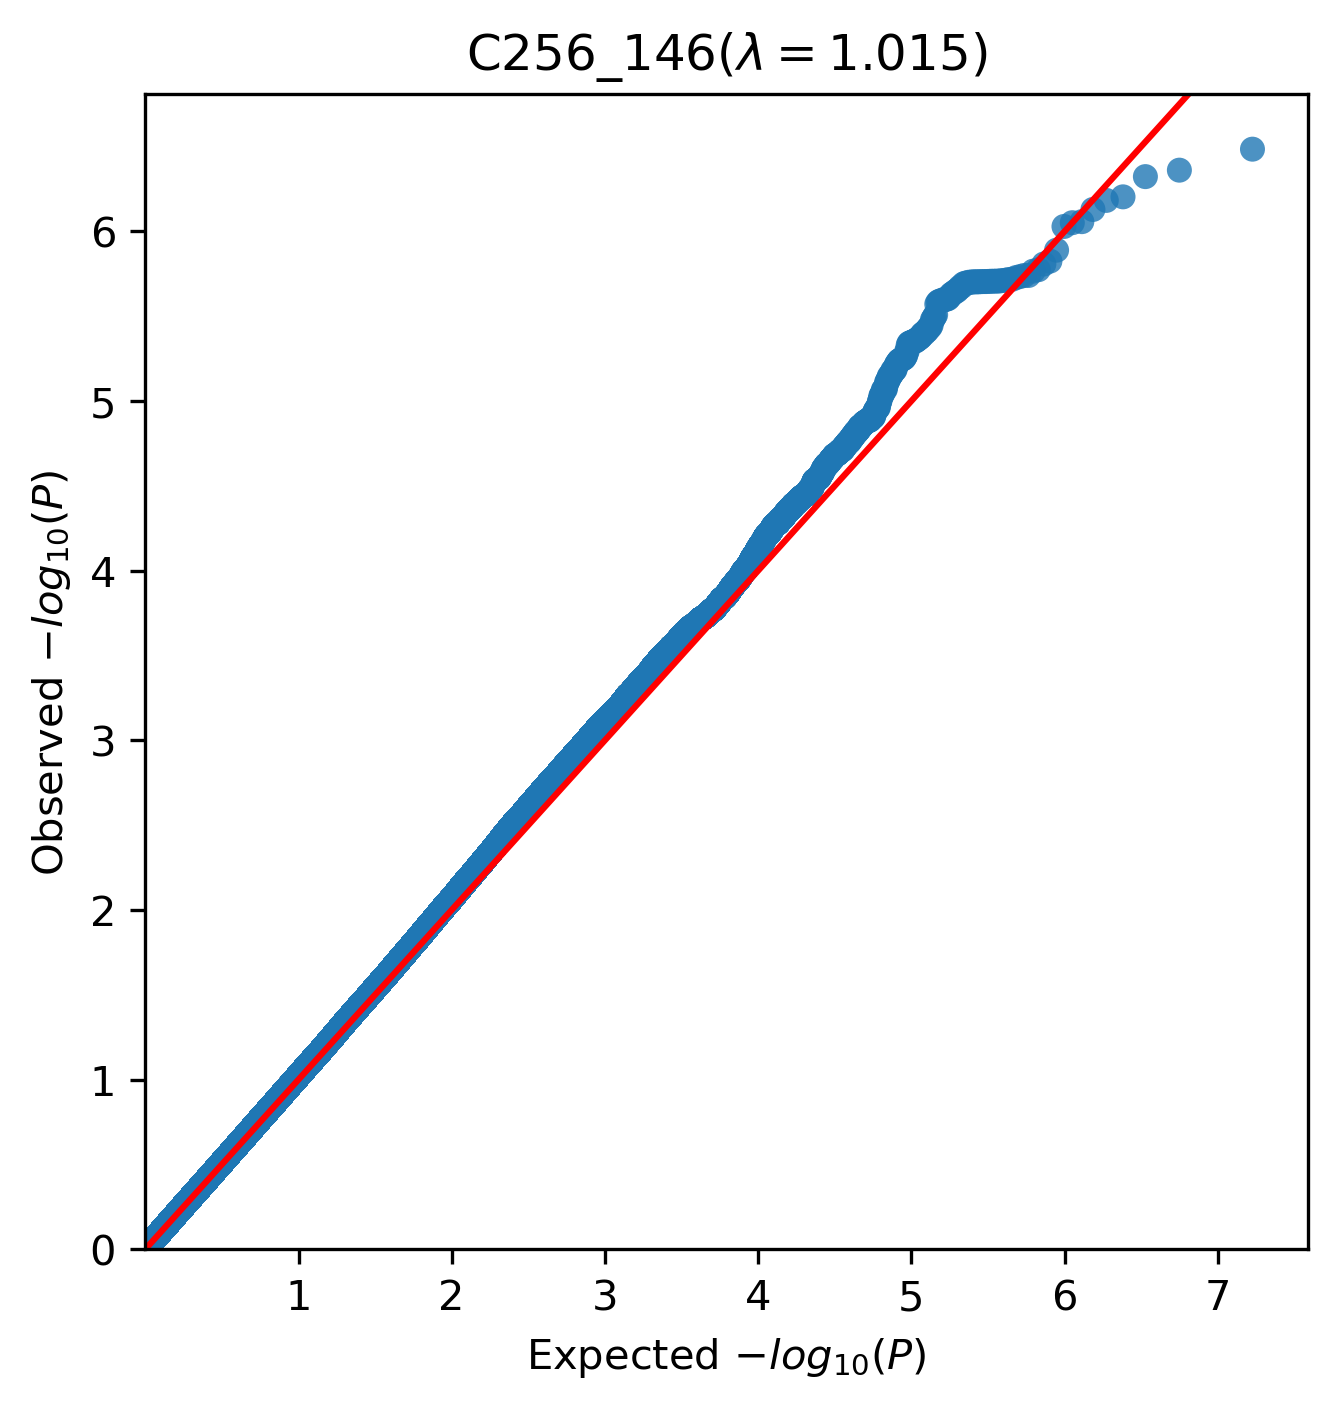 C256_146(λ = 1.015)
6
5
4
3
2
1
0
Observed −log₁₀(P)
1 2 3 4 5 6 7
Expected −log₁₀(P)